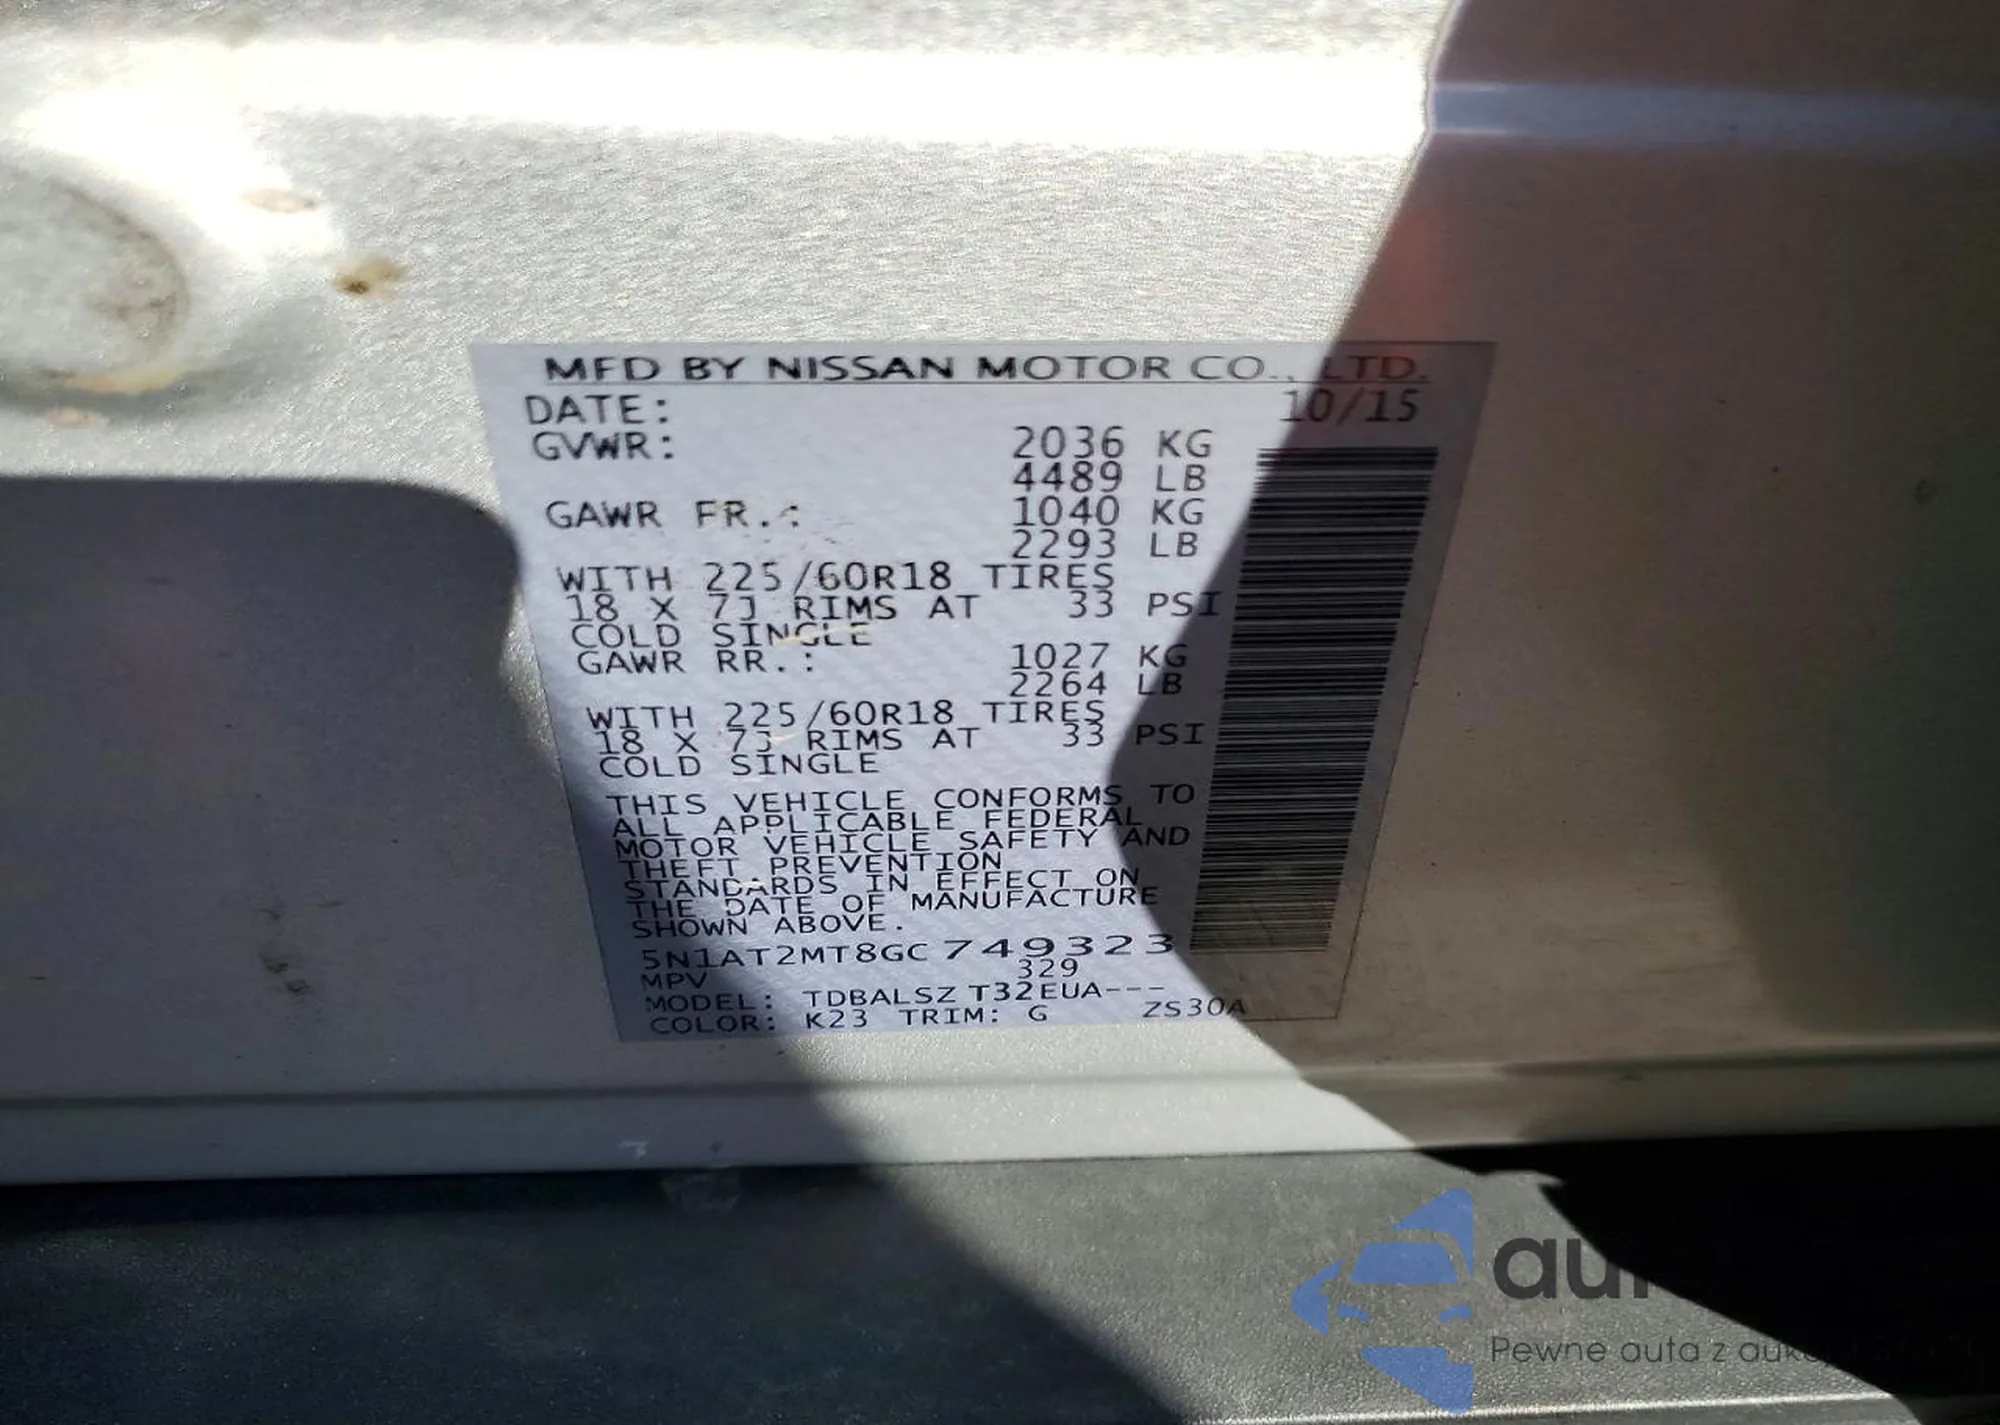 MFD BY NISSAN MOTOR CO., LTD.
DATE: 10/15
GVWR: 2036 KG
4489 LB
GAWR FR.: 1040 KG
2293 LB
WITH 225/60R18 TIRES
18 X 7J RIMS AT 33 PSI
COLD SINGLE
GAWR RR.: 1027 KG
2264 LB
WITH 225/60R18 TIRES
18 X 7J RIMS AT 33 PSI
COLD SINGLE
THIS VEHICLE CONFORMS TO
ALL APPLICABLE FEDERAL
MOTOR VEHICLE SAFETY AND
THEFT PREVENTION
STANDARDS IN EFFECT ON
THE DATE OF MANUFACTURE
SHOWN ABOVE.
5N1AT2MT8GC749323
MPV 329
MODEL: TDBALSZ T32EUA---
COLOR: K23 TRIM: G ZS30A
Pewne auta z